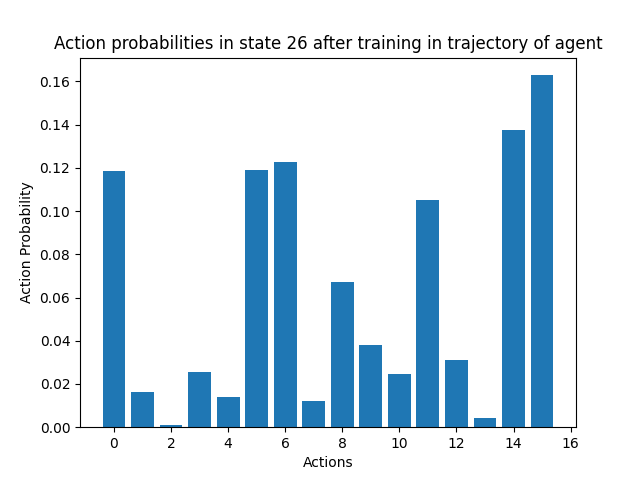 Action probabilities in state 26 after training in trajectory of agent
0.16
0.14
0.12
0.10
0.08
0.06
0.04
0.02
0.00
Action Probability
0 2 4 6 8 10 12 14 16
Actions